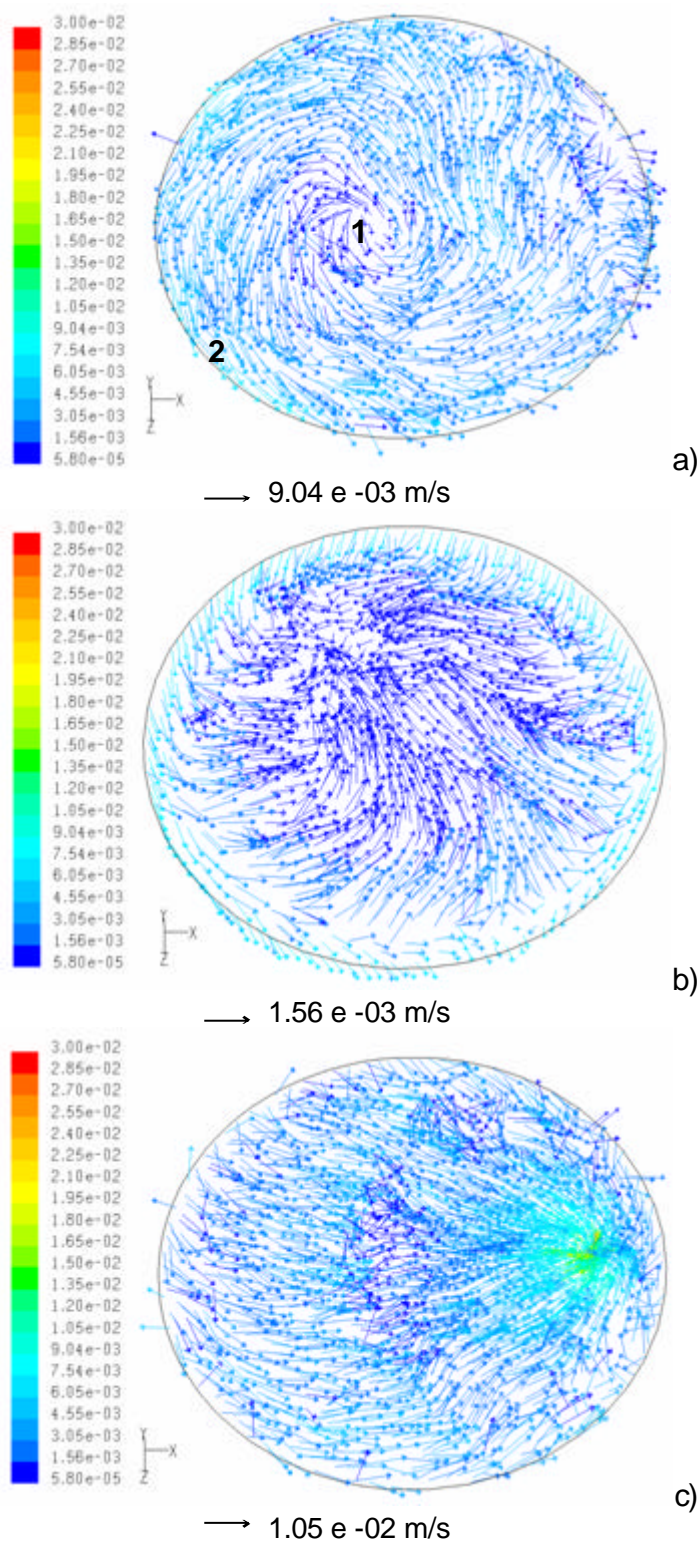 3.00e-02
2.85e-02
2.70e-02
2.55e-02
2.40e-02
2.25e-02
2.10e-02
1.95e-02
1.80e-02
1.65e-02
1.50e-02
1.35e-02
1.20e-02
1.05e-02
9.04e-03
7.54e-03
6.05e-03
4.55e-03
3.05e-03
1.56e-03
5.80e-05
1
2
Y
X
Z
a)
9.04 e -03 m/s
3.00e-02
2.85e-02
2.70e-02
2.55e-02
2.40e-02
2.25e-02
2.10e-02
1.95e-02
1.80e-02
1.65e-02
1.50e-02
1.35e-02
1.20e-02
1.05e-02
9.04e-03
7.54e-03
6.05e-03
4.55e-03
3.05e-03
1.56e-03
5.80e-05
Y
X
Z
b)
1.56 e -03 m/s
3.00e-02
2.85e-02
2.70e-02
2.55e-02
2.40e-02
2.25e-02
2.10e-02
1.95e-02
1.80e-02
1.65e-02
1.50e-02
1.35e-02
1.20e-02
1.05e-02
9.04e-03
7.54e-03
6.05e-03
4.55e-03
3.05e-03
1.56e-03
5.80e-05
Y
X
Z
c)
1.05 e -02 m/s